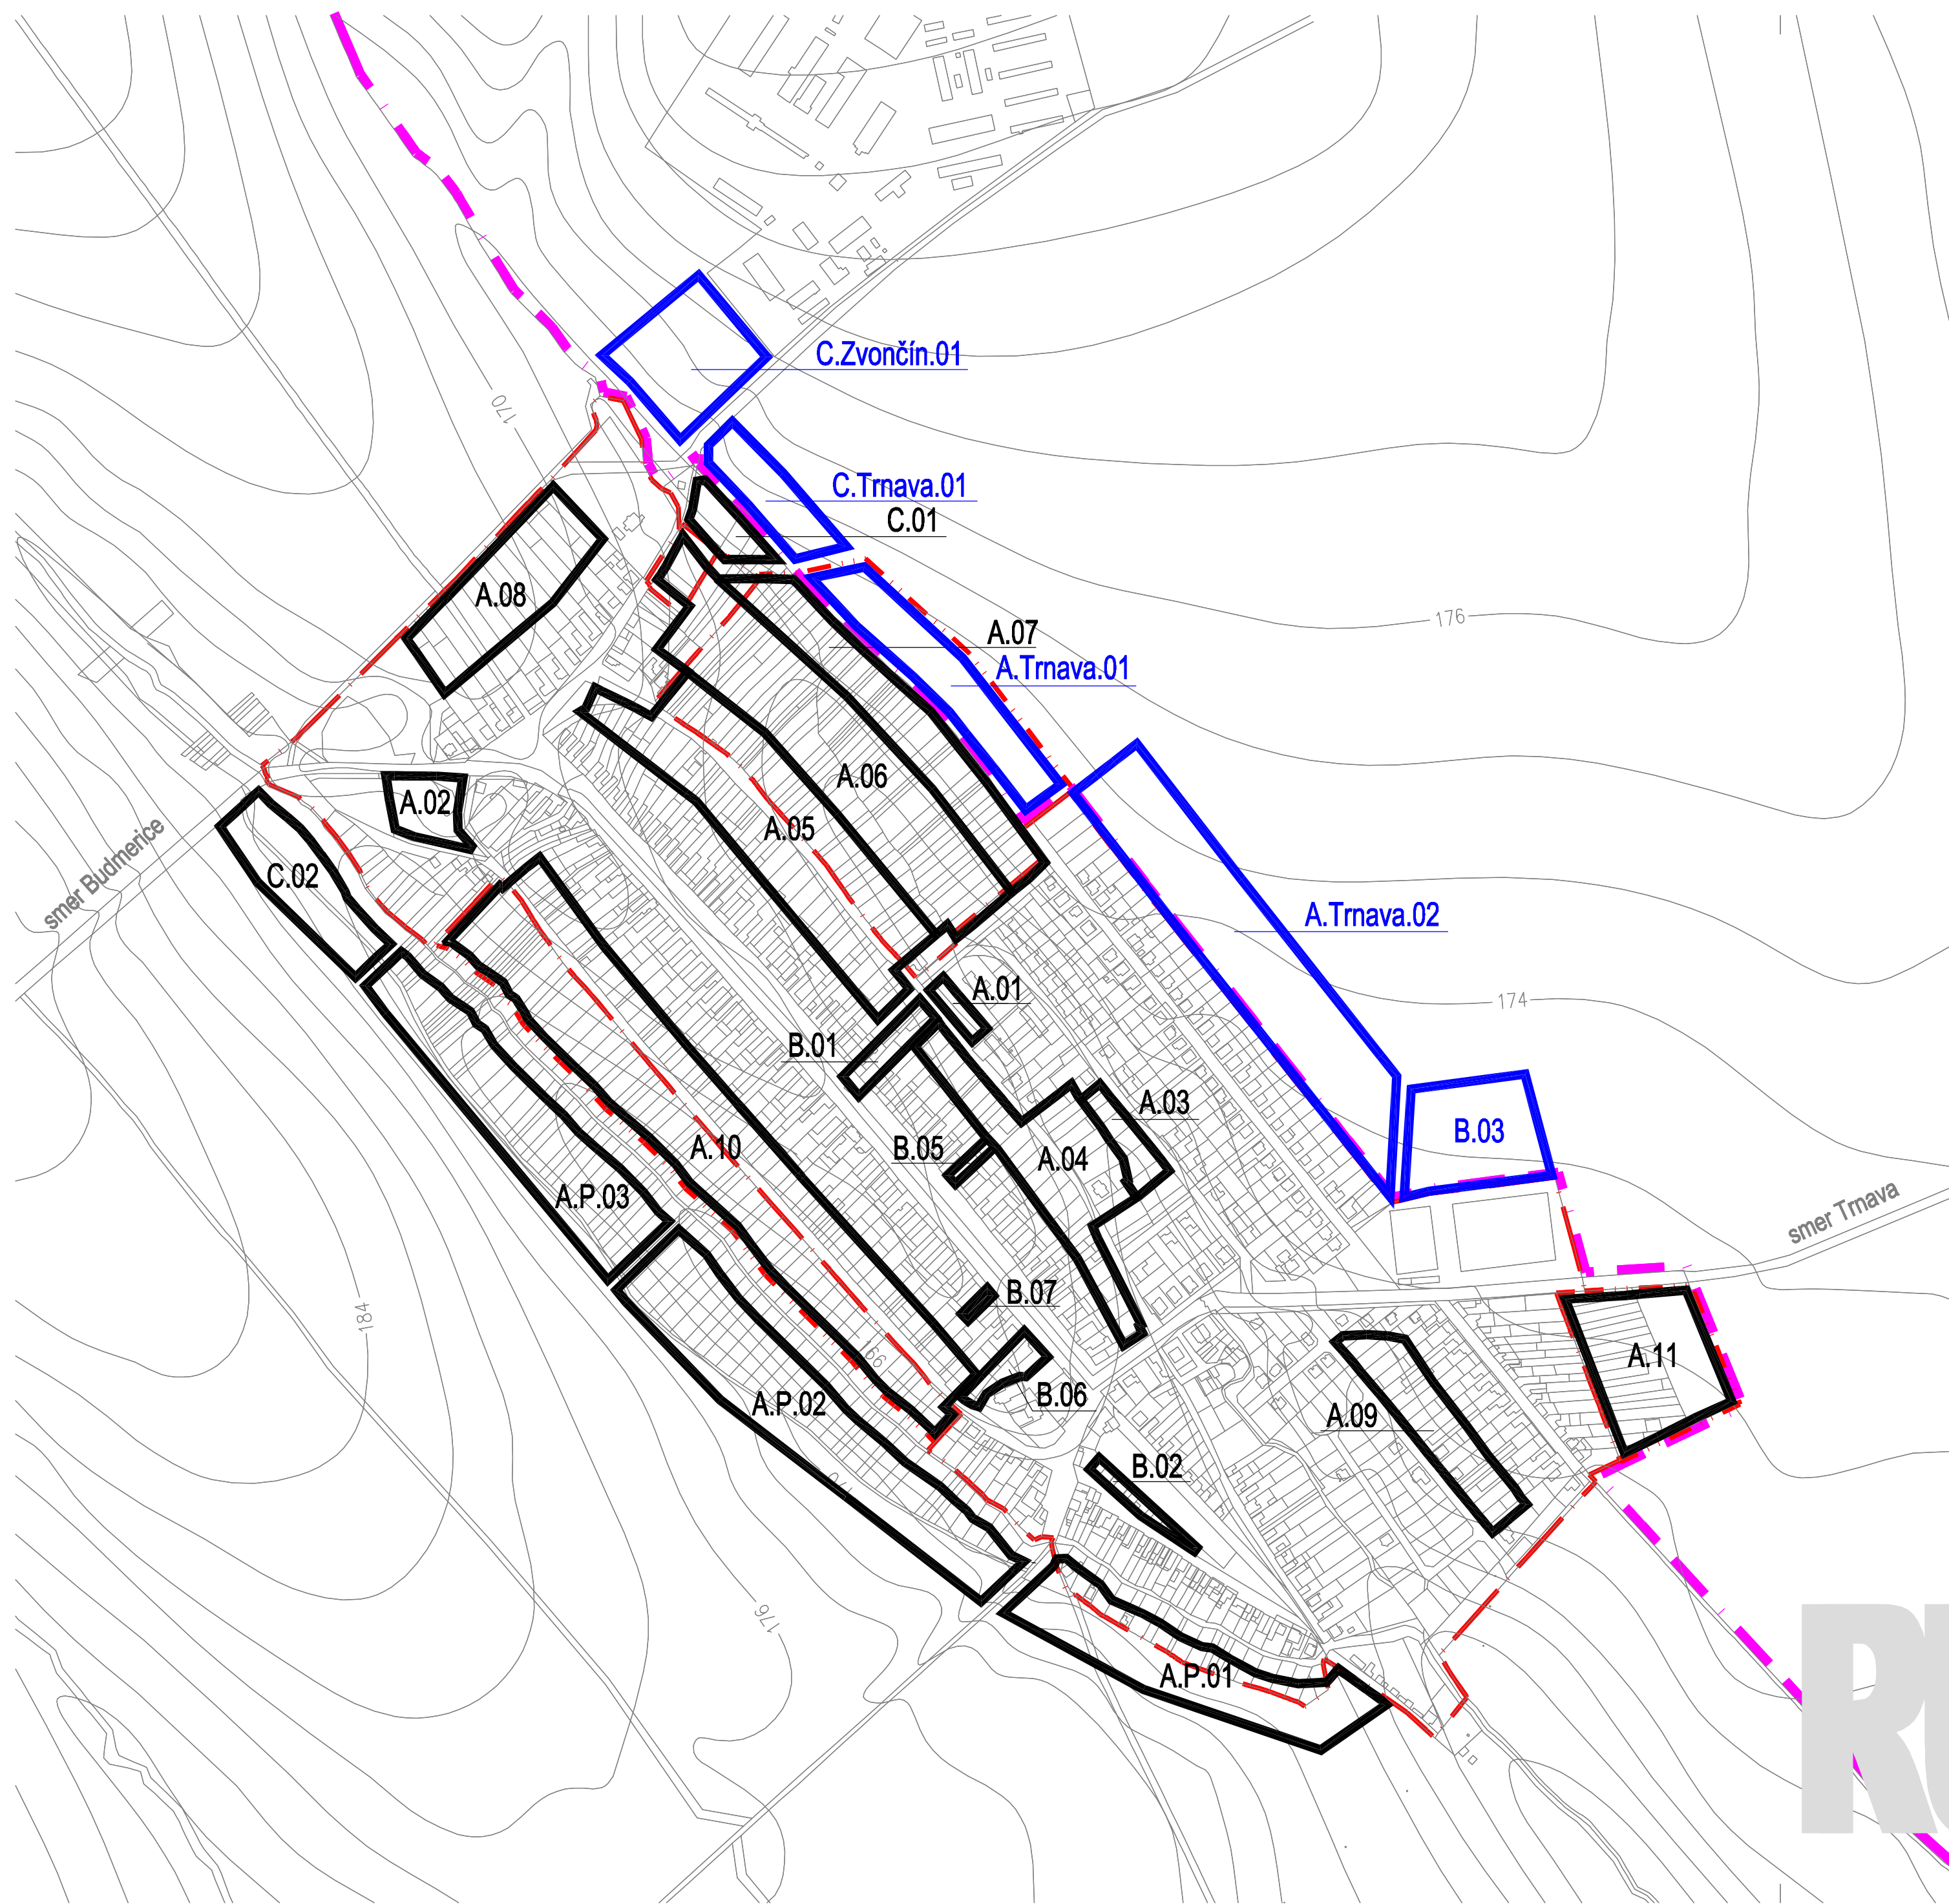 C.Zvončín.01
170
C.Trnava.01
C.01
A.08
176
A.07
A.Trnava.01
A.06
A.02
A.05
smer Budmerice
C.02
A.Trnava.02
A.01
174
B.01
A.03
B.03
B.05
A.04
A.10
A.P.03
smer Trnava
B.07
184
166
A.11
B.06
A.P.02
A.09
B.02
176
A.P.01